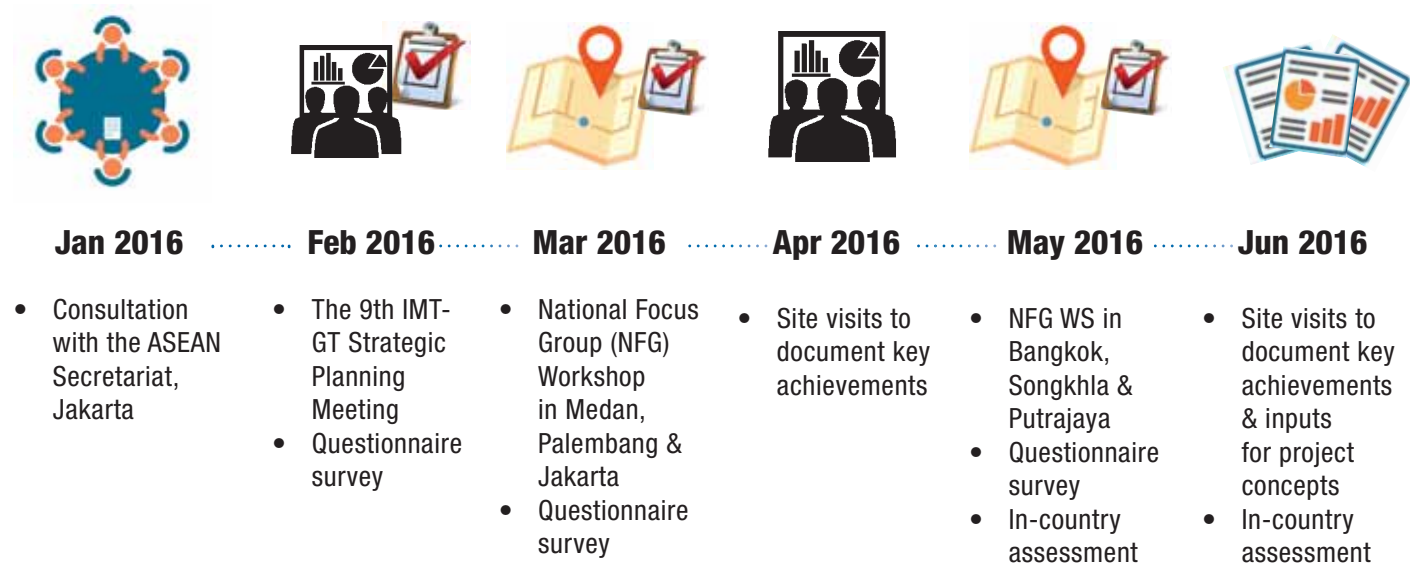 Jan 2016
Feb 2016
Mar 2016
Apr 2016
May 2016
Jun 2016
• Consultation
with the ASEAN
Secretariat,
Jakarta
• The 9th IMT-
GT Strategic
Planning
Meeting
• Questionnaire
survey
• National Focus
Group (NFG)
Workshop
in Medan,
Palembang &
Jakarta
• Questionnaire
survey
• Site visits to
document key
achievements
• NFG WS in
Bangkok,
Songkhla &
Putrajaya
• Questionnaire
survey
• In-country
assessment
• Site visits to
document key
achievements
& inputs
for project
concepts
• In-country
assessment